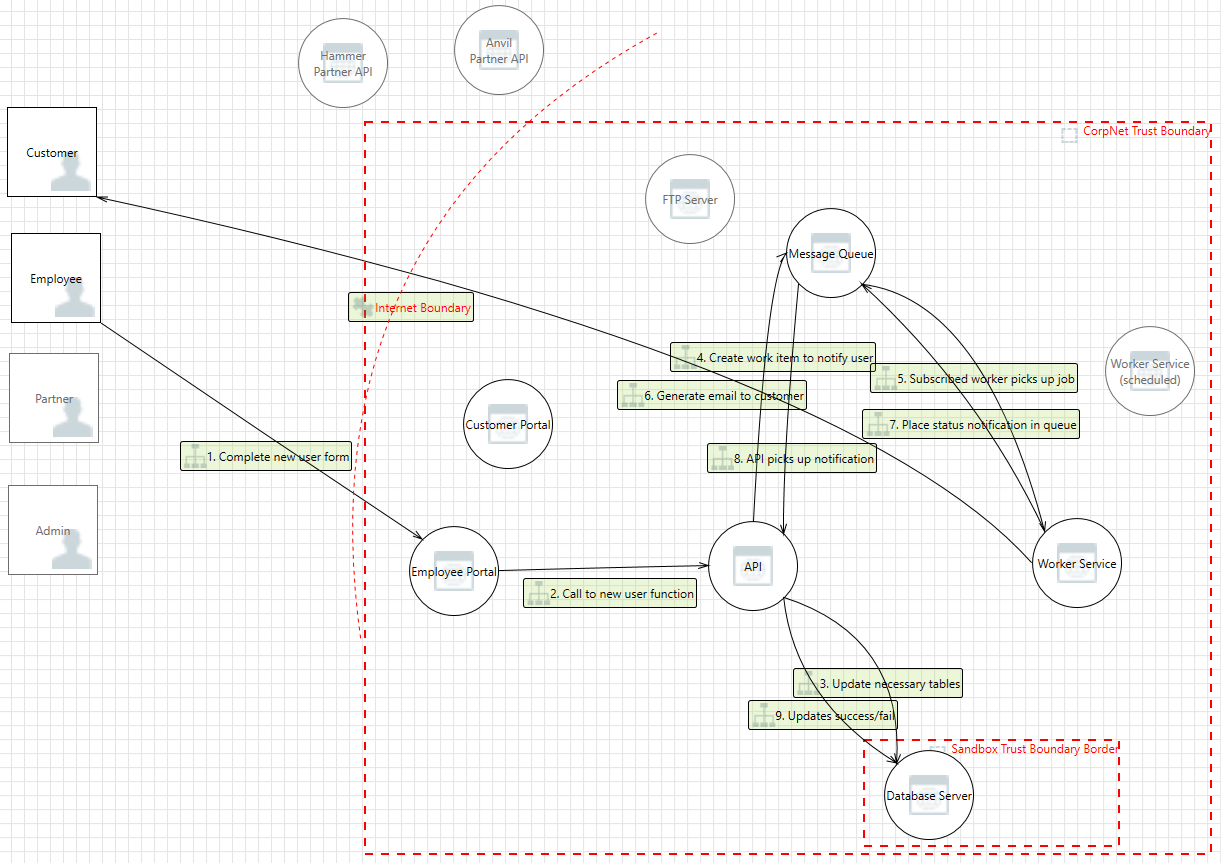 Anvil
Partner API
Hammer
Partner API
CorpNet Trust Boundary
Customer
FTP Server
Message Queue
Employee
Internet Boundary
4. Create work item to notify user
Worker Service
(scheduled)
5. Subscribed worker picks up job
6. Generate email to customer
Partner
Customer Portal
7. Place status notification in queue
1. Complete new user form
8. API picks up notification
Admin
Employee Portal
API
Worker Service
2. Call to new user function
3. Update necessary tables
9. Updates success/fail
Sandbox Trust Boundary Border
Database Server